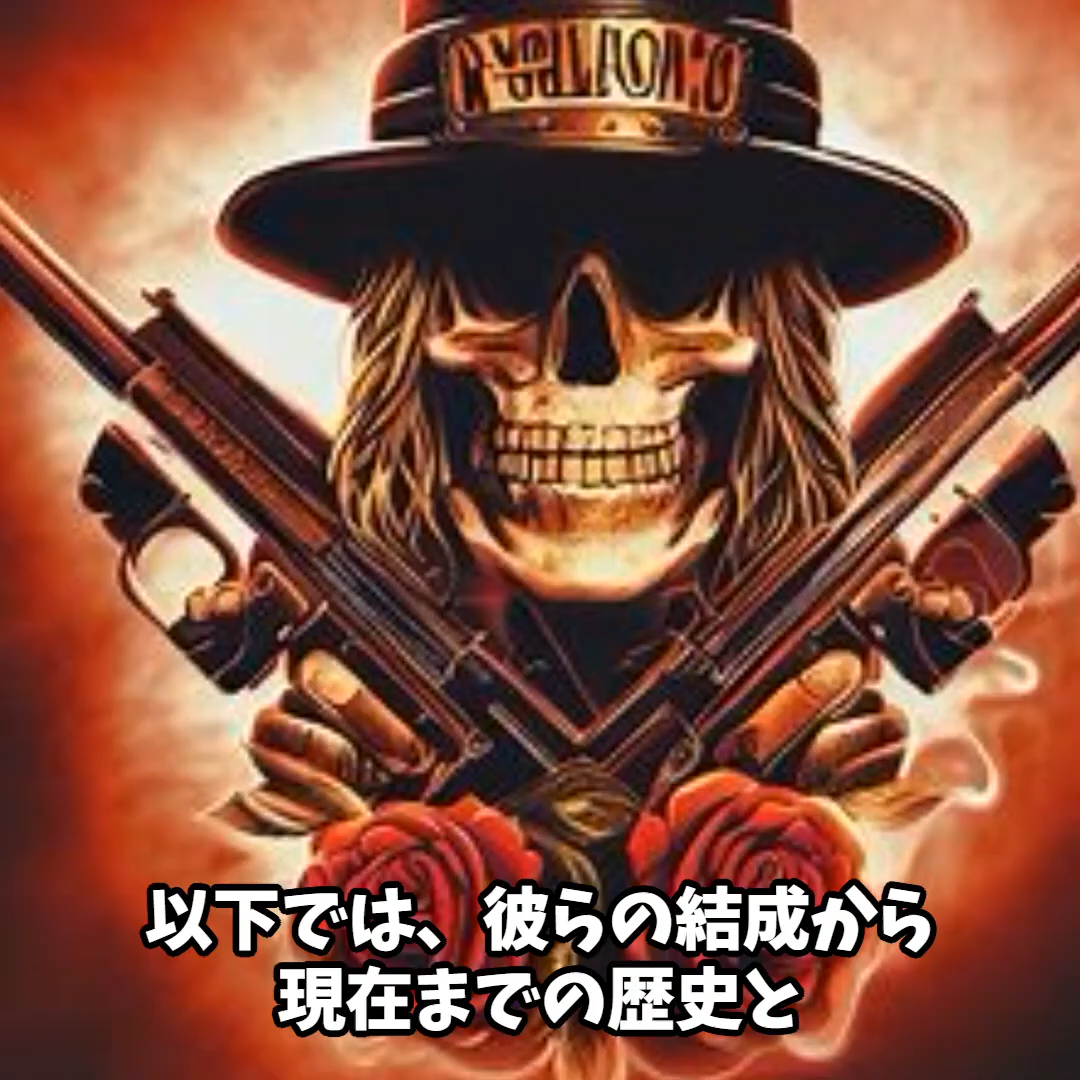 以下では、彼らの結成から
現在までの歴史と